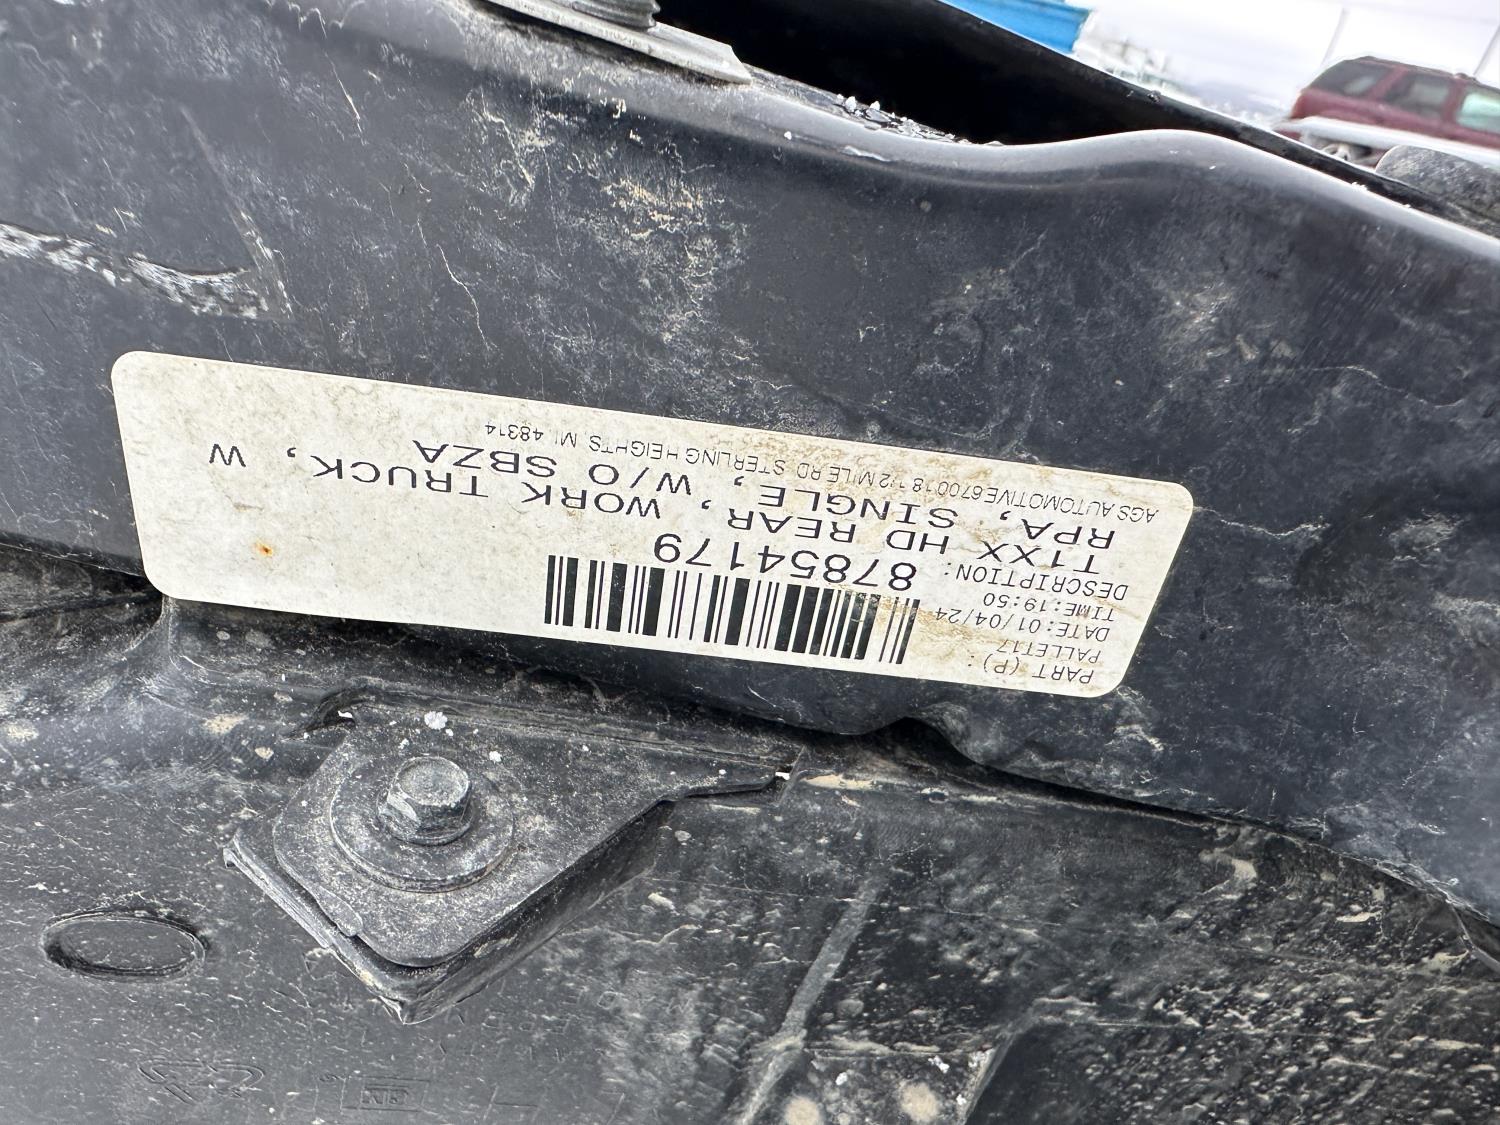 PART (P):
PALLET17
DATE:01/04/24
TIME:19:50
87854179
DESCRIPTION:
T1XX HD REAR, WORK TRUCK, W
RPA, SINGLE, W/O SBZA
AGS AUTOMOTIVE 6700 18 1/2 MILE RD STERLING HEIGHTS, MI. 48314